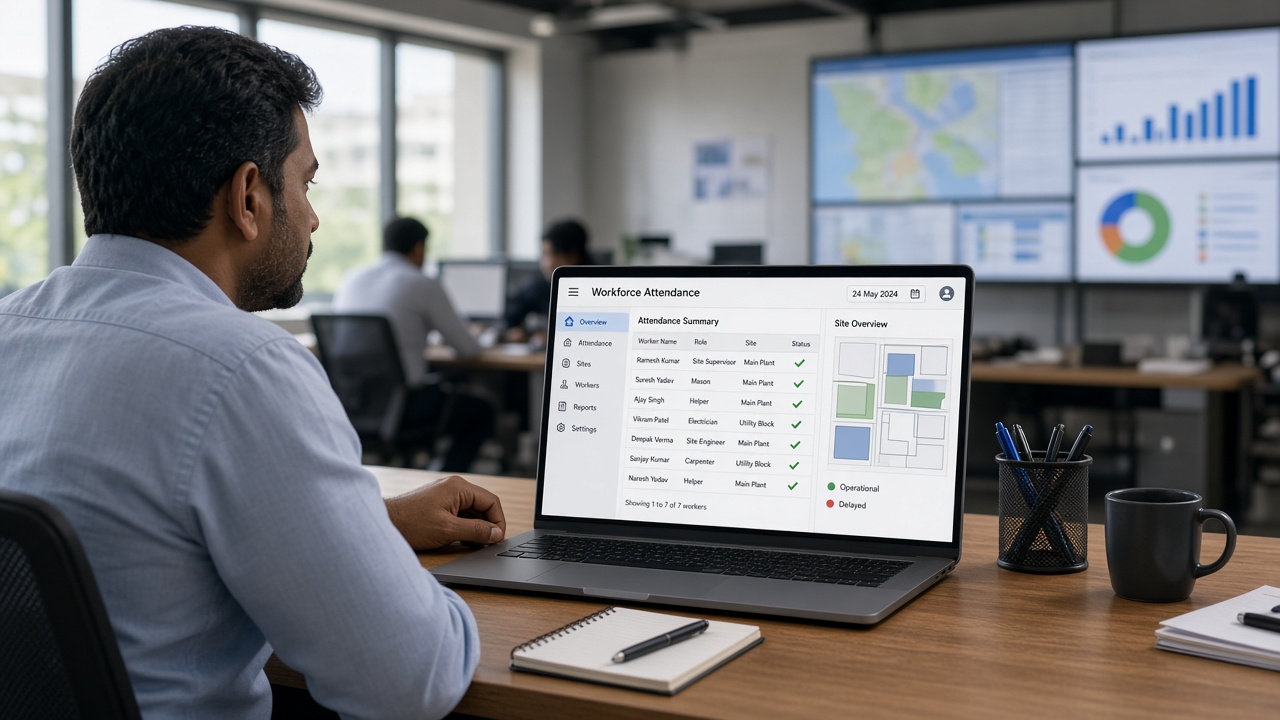 Workforce Attendance
24 May 2024
Overview
Attendance
Sites
Workers
Reports
Settings
Attendance Summary
Worker Name Role Site Status
Ramesh Kumar Site Supervisor Main Plant
Suresh Yadav Mason Main Plant
Ajay Singh Helper Main Plant
Vikram Patel Electrician Utility Block
Deepak Verma Site Engineer Main Plant
Sanjay Kumar Carpenter Utility Block
Naresh Yadav Helper Main Plant
Showing 1 to 7 of 7 workers
Site Overview
Operational
Delayed